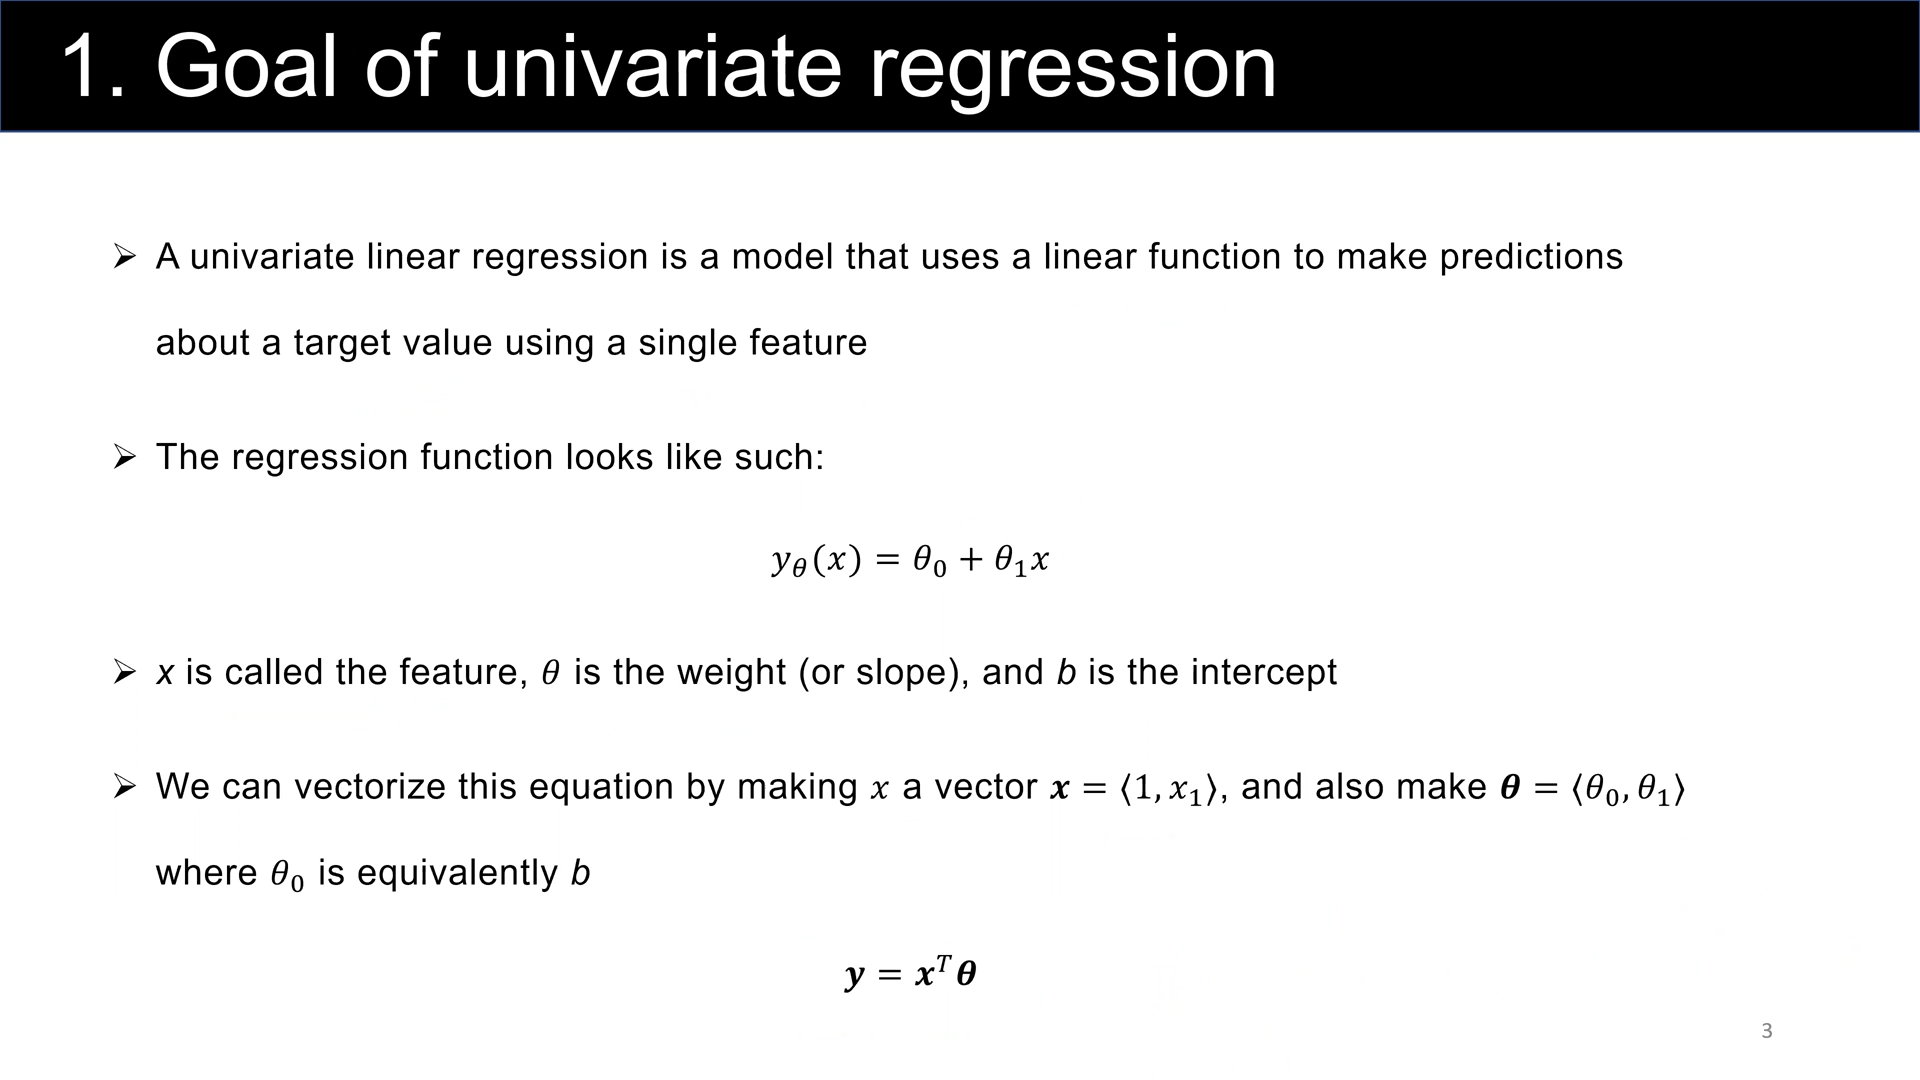 1. Goal of univariate regression
➢ A univariate linear regression is a model that uses a linear function to make predictions
about a target value using a single feature
➢ The regression function looks like such:
𝑦_𝜃(𝑥) = 𝜃₀ + 𝜃₁𝑥
➢ x is called the feature, 𝜃 is the weight (or slope), and b is the intercept
➢ We can vectorize this equation by making 𝑥 a vector 𝒙 = ⟨1, 𝑥₁⟩, and also make 𝜽 = ⟨𝜃₀, 𝜃₁⟩
where 𝜃₀ is equivalently b
𝒚 = 𝒙ᵀ𝜽
3